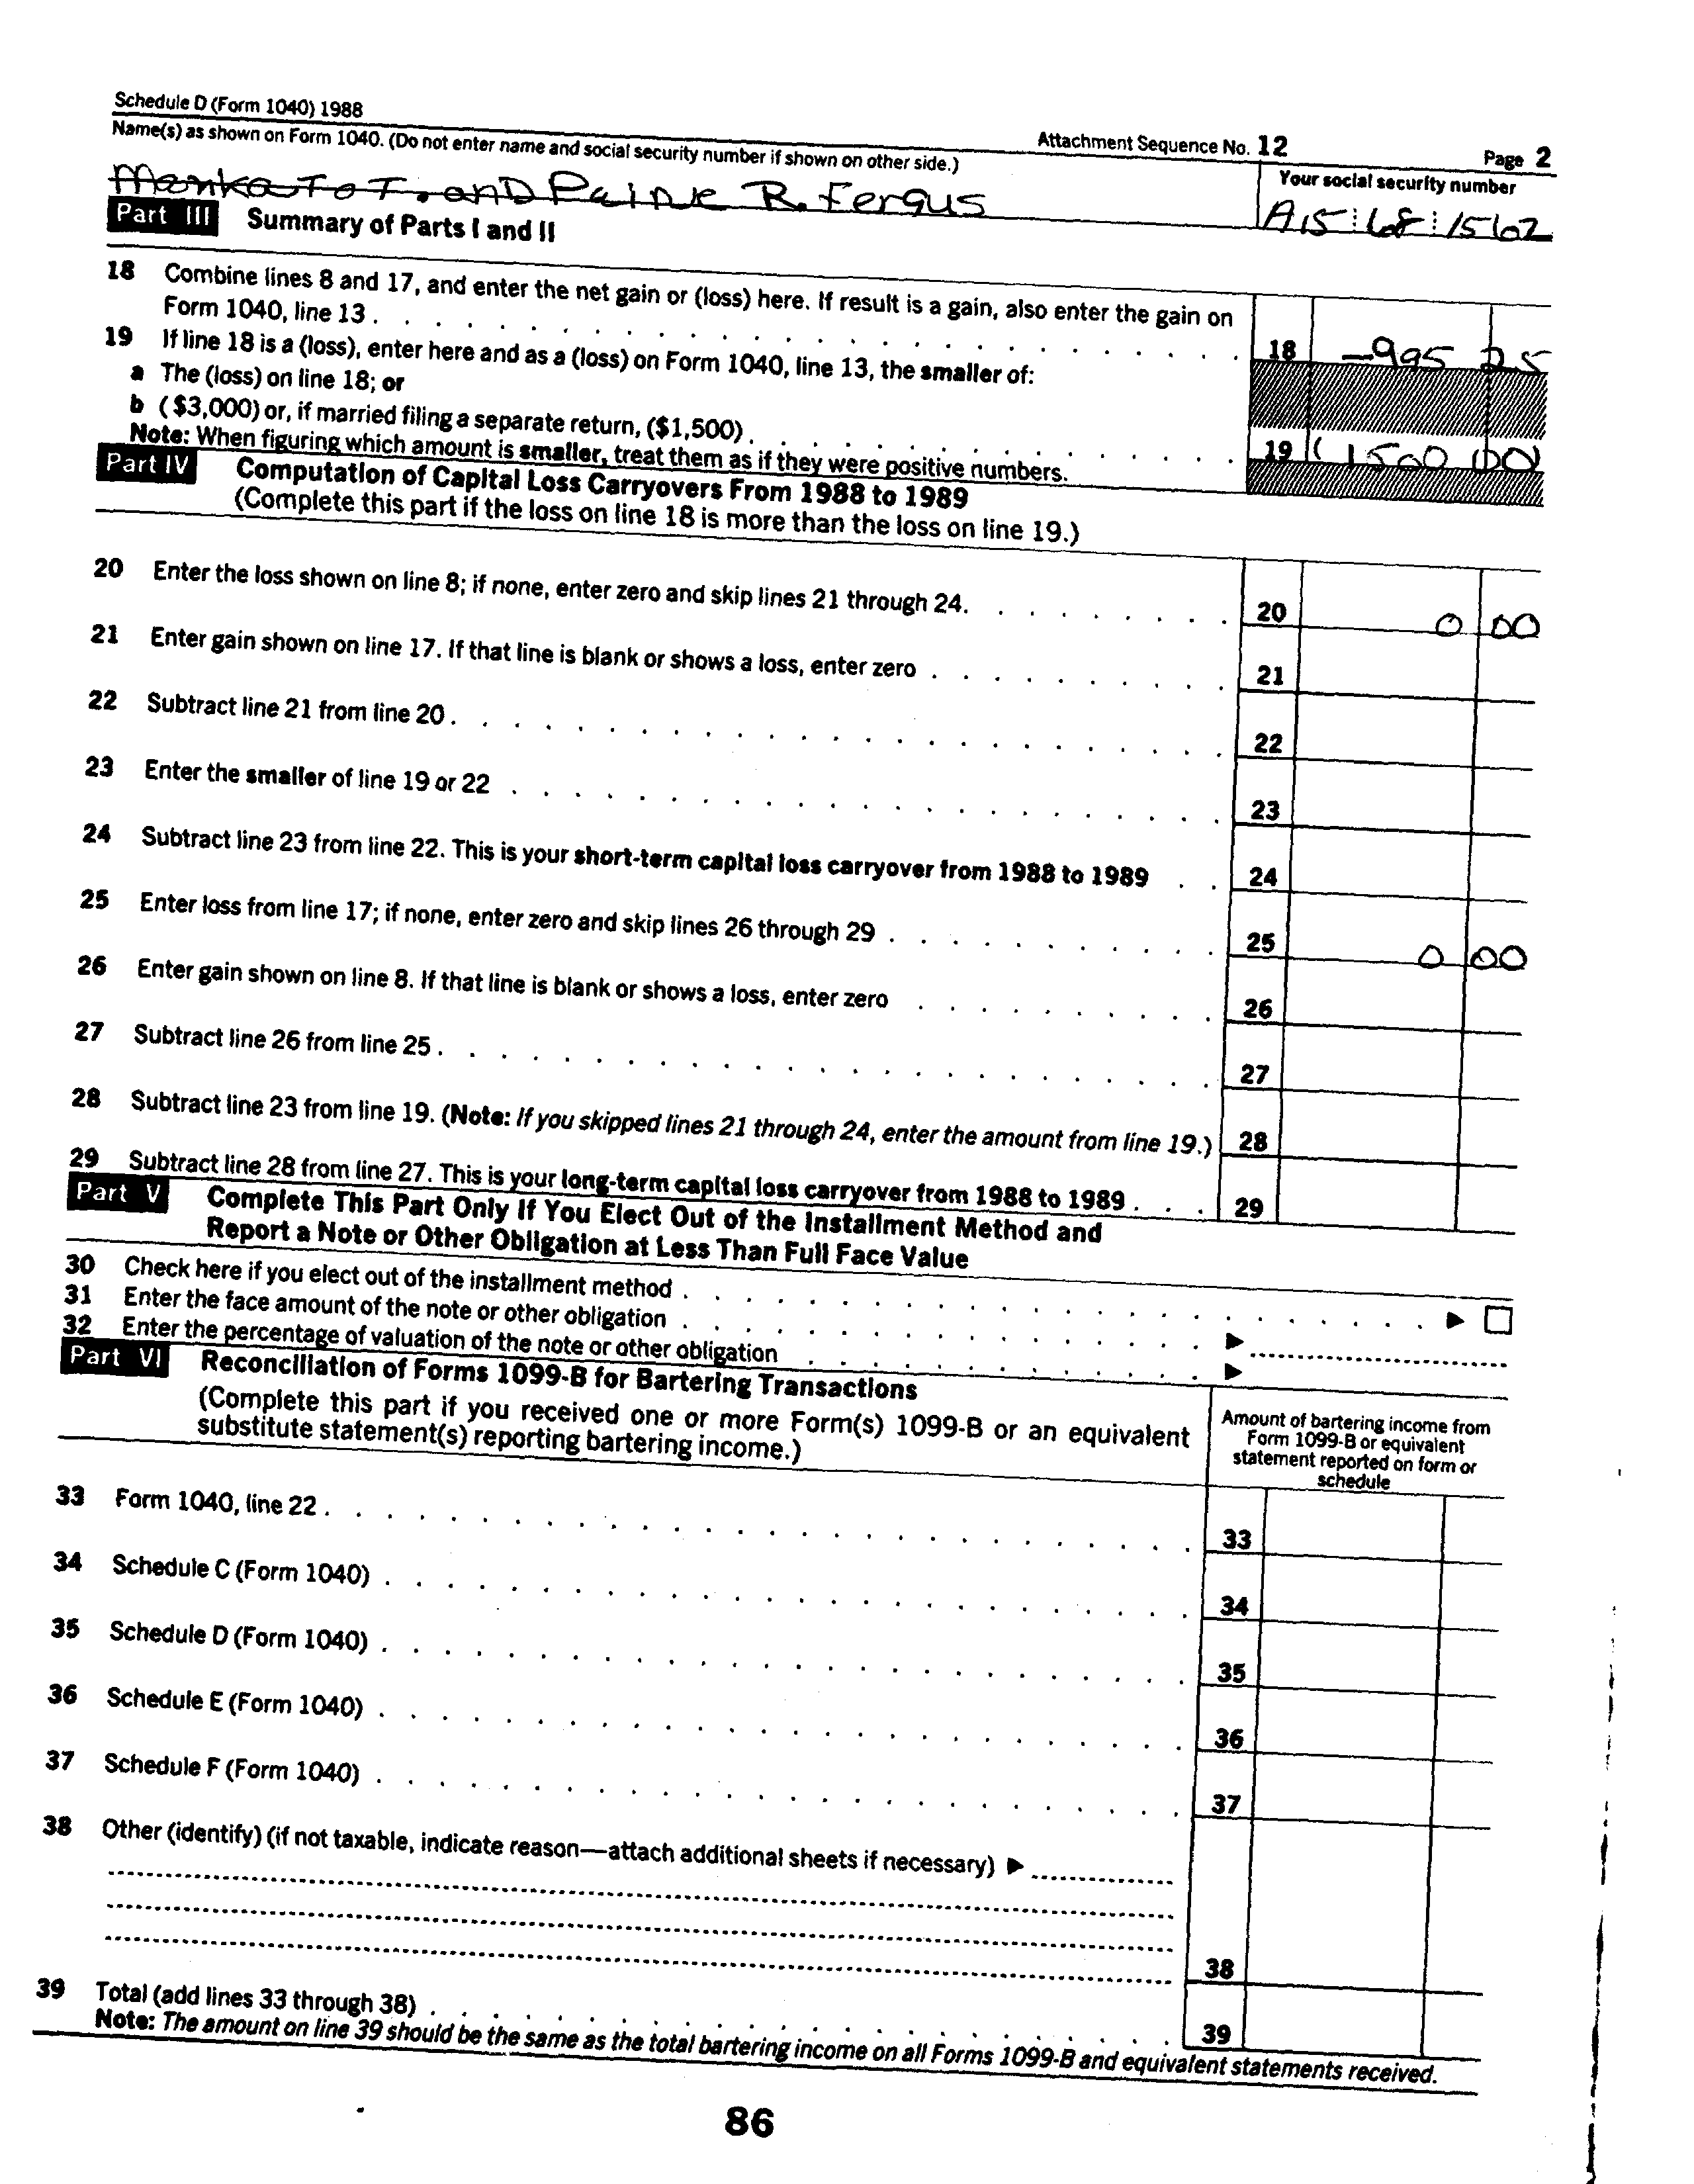 Schedule D (Form 1040) 1988
Attachment Sequence No. 12
Page 2
Name(s) as shown on Form 1040. (Do not enter name and social security number if shown on other side.)
Your social security number
T. and R. Fergus
A15 68 1562
Part III Summary of Parts I and II
18 Combine lines 8 and 17, and enter the net gain or (loss) here. If result is a gain, also enter the gain on
Form 1040, line 13 . . . 18 -995 25
19 If line 18 is a (loss), enter here and as a (loss) on Form 1040, line 13, the smaller of:
a The (loss) on line 18; or
b ($3,000) or, if married filing a separate return, ($1,500) . . . 19 (1500 00)
Note: When figuring which amount is smaller, treat them as if they were positive numbers.
Part IV Computation of Capital Loss Carryovers From 1988 to 1989
(Complete this part if the loss on line 18 is more than the loss on line 19.)
20 Enter the loss shown on line 8; if none, enter zero and skip lines 21 through 24. . . . 20 0 00
21 Enter gain shown on line 17. If that line is blank or shows a loss, enter zero . . . 21
22 Subtract line 21 from line 20 . . . 22
23 Enter the smaller of line 19 or 22 . . . 23
24 Subtract line 23 from line 22. This is your short-term capital loss carryover from 1988 to 1989 . . 24
25 Enter loss from line 17; if none, enter zero and skip lines 26 through 29 . . . 25 0 00
26 Enter gain shown on line 8. If that line is blank or shows a loss, enter zero . . . 26
27 Subtract line 26 from line 25 . . . 27
28 Subtract line 23 from line 19. (Note: If you skipped lines 21 through 24, enter the amount from line 19.) 28
29 Subtract line 28 from line 27. This is your long-term capital loss carryover from 1988 to 1989 . . . 29
Part V Complete This Part Only If You Elect Out of the Installment Method and
Report a Note or Other Obligation at Less Than Full Face Value
30 Check here if you elect out of the installment method . . . ▶ ☐
31 Enter the face amount of the note or other obligation . . . ▶
32 Enter the percentage of valuation of the note or other obligation . . . ▶
Part VI Reconciliation of Forms 1099-B for Bartering Transactions
(Complete this part if you received one or more Form(s) 1099-B or an equivalent
substitute statement(s) reporting bartering income.)
Amount of bartering income from
Form 1099-B or equivalent
statement reported on form or
schedule
33 Form 1040, line 22 . . . 33
34 Schedule C (Form 1040) . . . 34
35 Schedule D (Form 1040) . . . 35
36 Schedule E (Form 1040) . . . 36
37 Schedule F (Form 1040) . . . 37
38 Other (identify) (if not taxable, indicate reason—attach additional sheets if necessary) ▶
38
39 Total (add lines 33 through 38) . . . 39
Note: The amount on line 39 should be the same as the total bartering income on all Forms 1099-B and equivalent statements received.
86